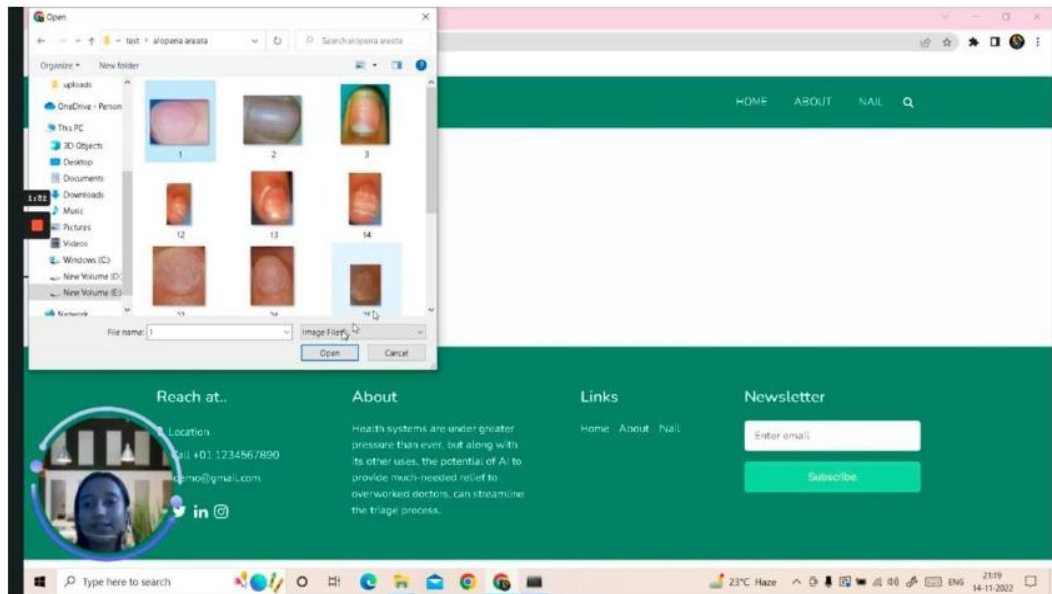 Open
test › alopecia areata
Search alopecia areata
Organize
New folder
uploads
OneDrive - Person
This PC
3D Objects
Desktop
Documents
Downloads
Music
Pictures
Videos
Windows (C:)
New Volume (D:
New Volume (E:)
Network
1
2
3
12
13
14
23
24
25
File name: 1
Image Files
Open
Cancel
1:32
HOME ABOUT NAIL
Reach at..
Location
Call +01 1234567890
demo@gmail.com
About
Health systems are under greater
pressure than ever, but along with
its other uses, the potential of AI to
provide much-needed relief to
overworked doctors, can streamline
the triage process.
Links
Home About Nail
Newsletter
Enter email
Subscribe
Type here to search
23°C Haze
ENG
21:19
14-11-2022